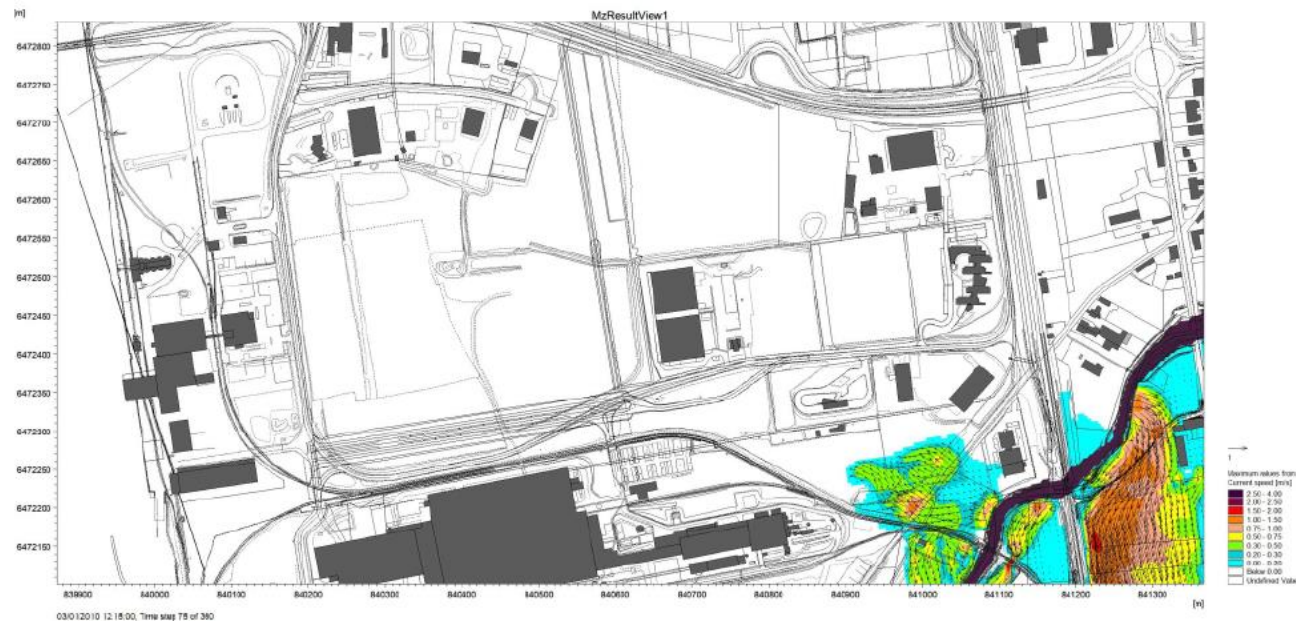 MzResultView1
[m]
6472800
6472750
6472700
6472650
6472600
6472550
6472500
6472450
6472400
6472350
6472300
6472250
6472200
6472150
839900 840000 840100 840200 840300 840400 840500 840600 840700 840800 840900 841000 841100 841200 841300
[m]
1
Maximum values from
Current speed [m/s]
2.50 - 4.00
2.00 - 2.50
1.50 - 2.00
1.00 - 1.50
0.75 - 1.00
0.50 - 0.75
0.30 - 0.50
0.20 - 0.30
Below 0.00
Undefined Value
03/01/2010 12:15:00, Time step 75 of 360